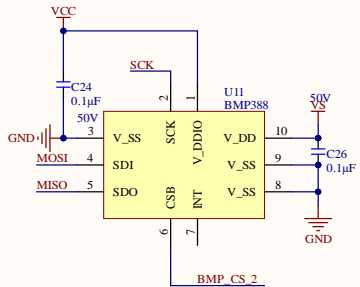 VCC
SCK
C24
0.1µF
50V
2
1
U11
BMP388
50V
VS
GND
3
V_SS
SCK
V_DDIO
V_DD
10
MOSI
4
SDI
V_SS
9
C26
0.1µF
MISO
5
SDO
CSB
INT
V_SS
8
6
7
GND
BMP_CS_2